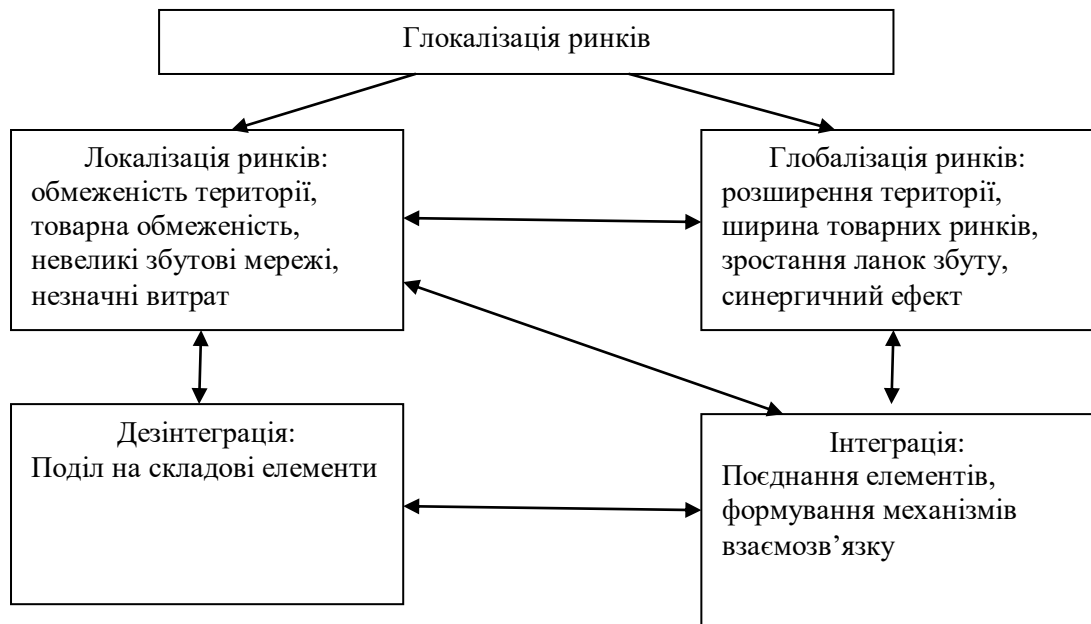 Глокалізація ринків
Локалізація ринків:
обмеженість території,
товарна обмеженість,
невеликі збутові мережі,
незначні витрат
Глобалізація ринків:
розширення території,
ширина товарних ринків,
зростання ланок збуту,
синергичний ефект
Дезінтеграція:
Поділ на складові елементи
Інтеграція:
Поєднання елементів,
формування механізмів
взаємозв’язку